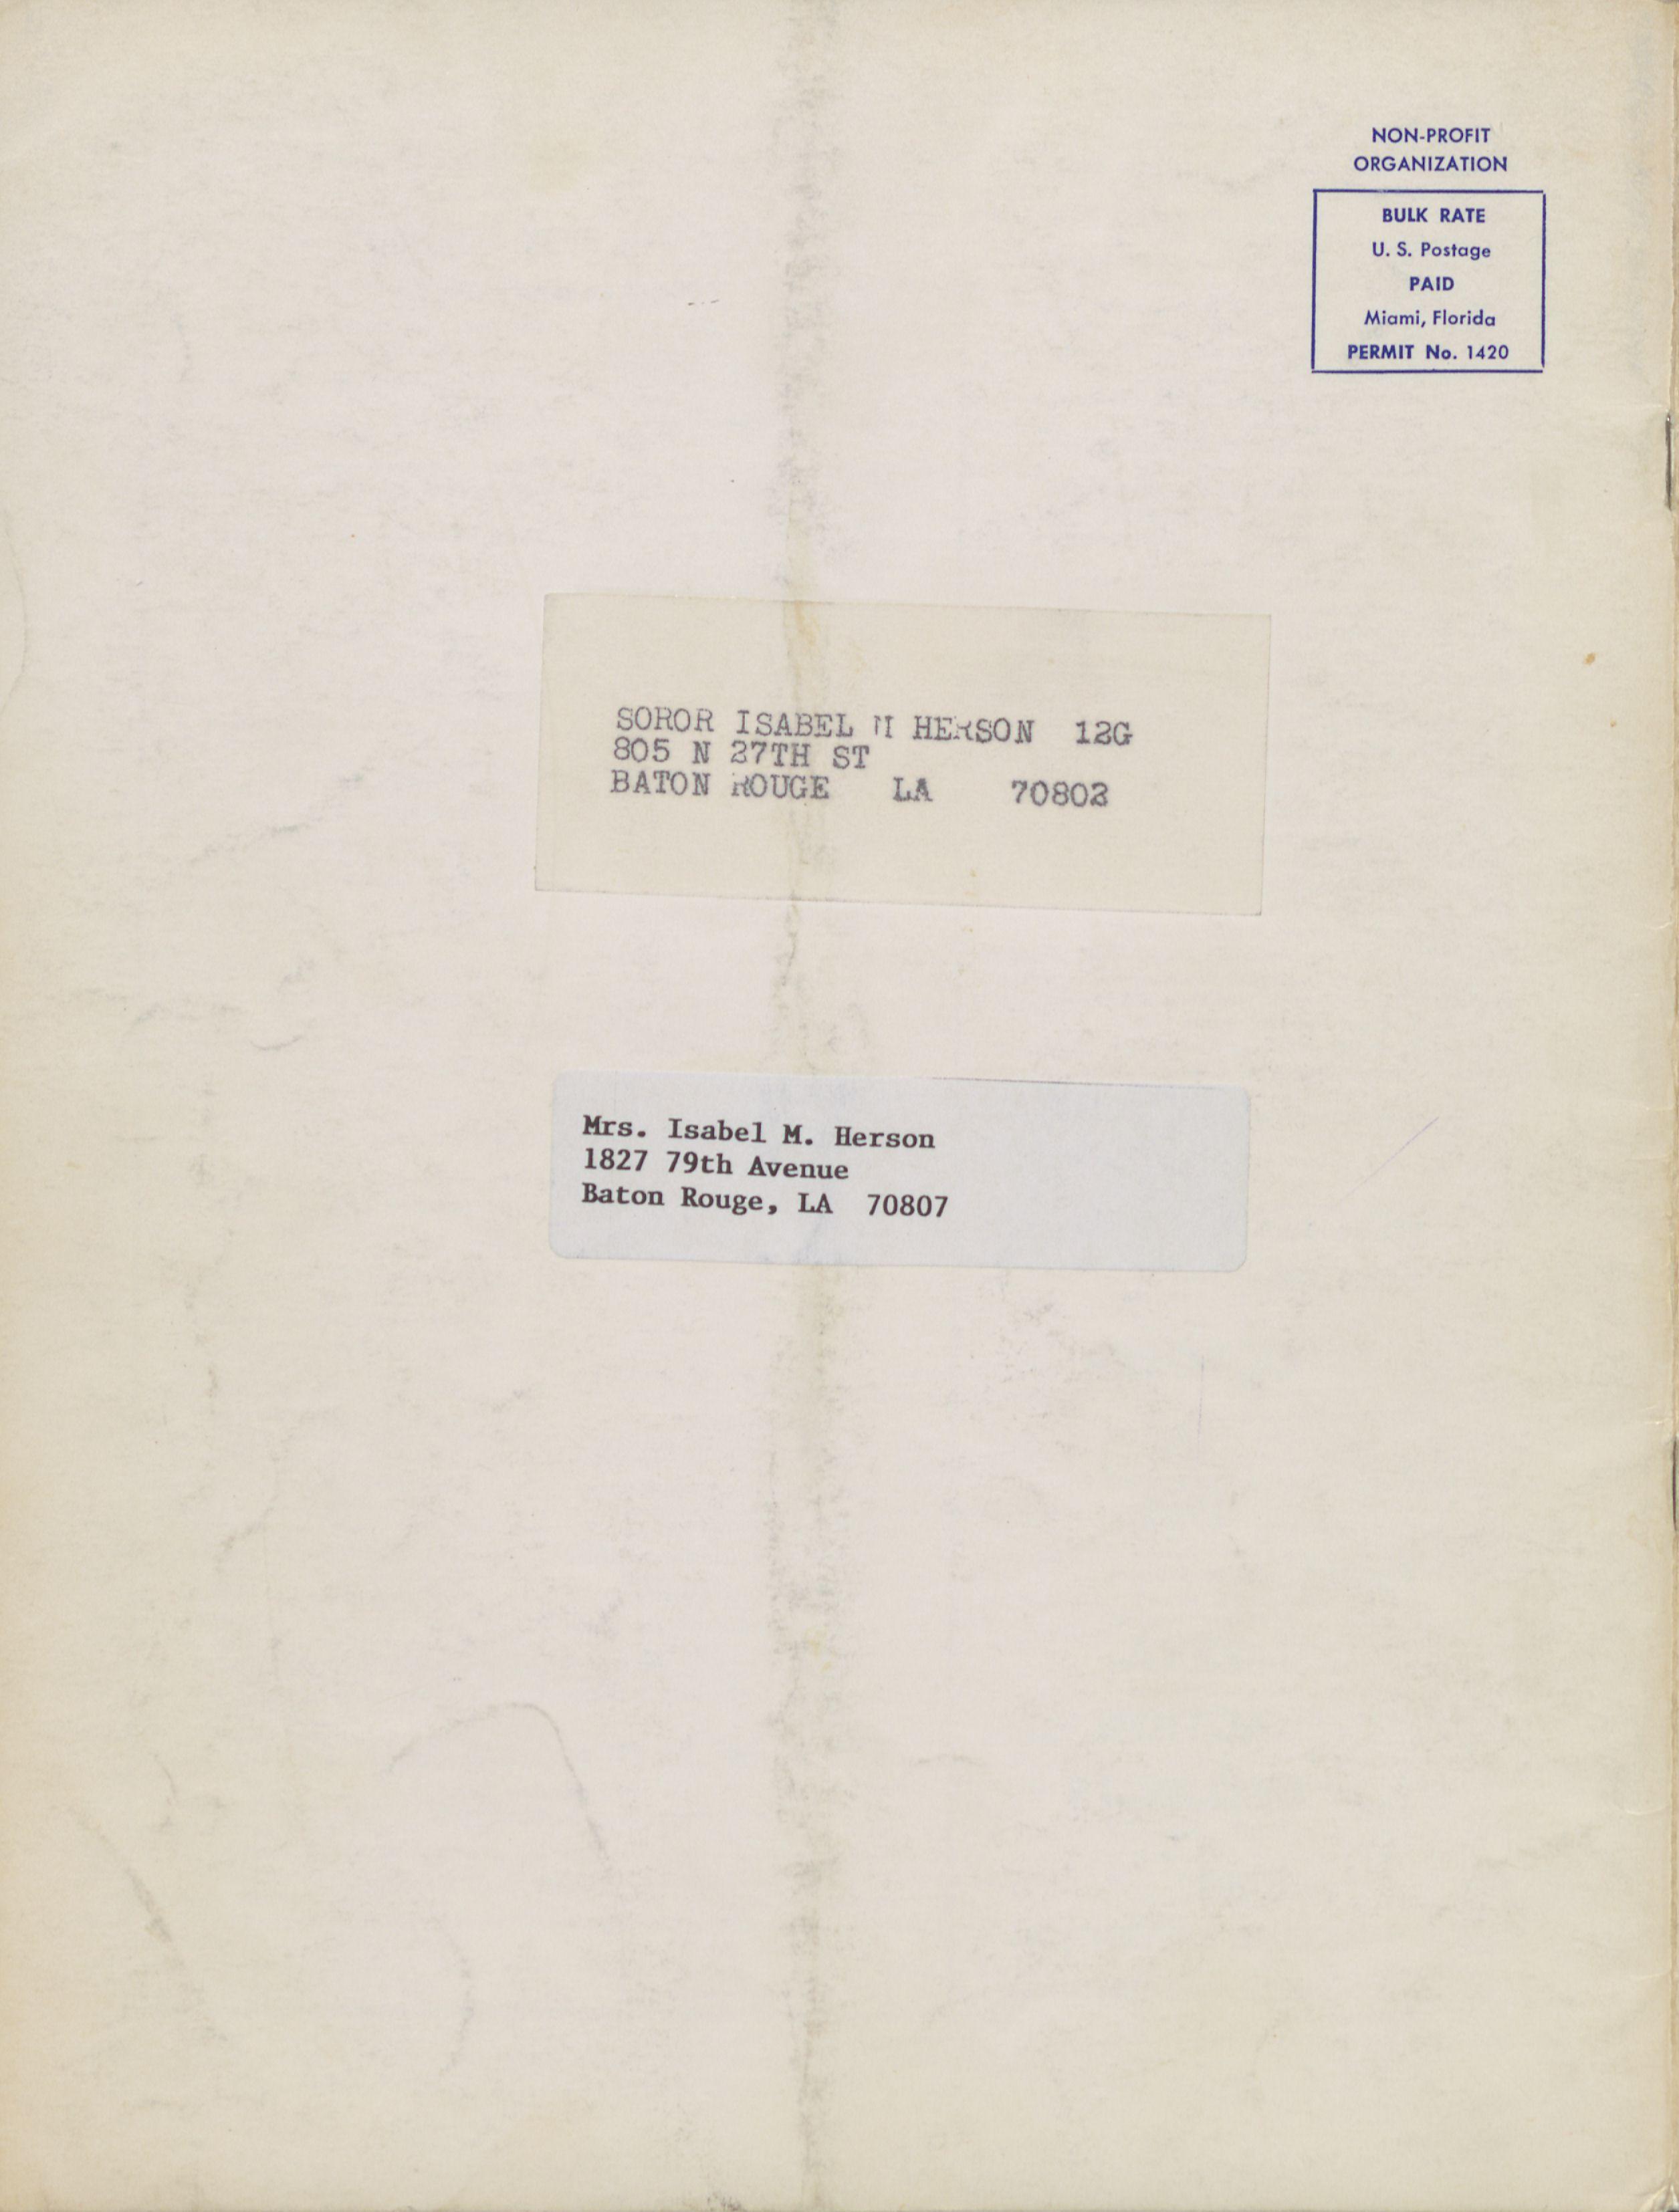 NON-PROFIT
ORGANIZATION
BULK RATE
U. S. Postage
PAID
Miami, Florida
PERMIT No. 1420
SOROR ISABEL M HERSON 12G
805 N 27TH ST
BATON ROUGE LA 70802
Mrs. Isabel M. Herson
1827 79th Avenue
Baton Rouge, LA 70807